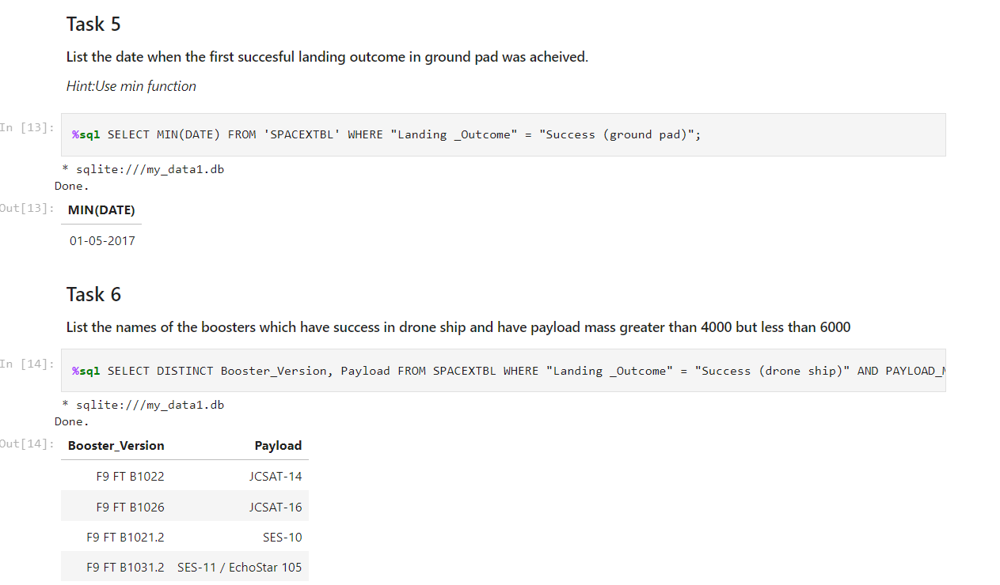 Task 5
List the date when the first succesful landing outcome in ground pad was acheived.
Hint:Use min function
In [13]:
%sql SELECT MIN(DATE) FROM 'SPACEXTBL' WHERE "Landing _Outcome" = "Success (ground pad)";
* sqlite:///my_data1.db
Done.
Out[13]:
MIN(DATE)
01-05-2017
Task 6
List the names of the boosters which have success in drone ship and have payload mass greater than 4000 but less than 6000
In [14]:
%sql SELECT DISTINCT Booster_Version, Payload FROM SPACEXTBL WHERE "Landing _Outcome" = "Success (drone ship)" AND PAYLOAD_M
* sqlite:///my_data1.db
Done.
Out[14]:
Booster_Version Payload
F9 FT B1022 JCSAT-14
F9 FT B1026 JCSAT-16
F9 FT B1021.2 SES-10
F9 FT B1031.2 SES-11 / EchoStar 105